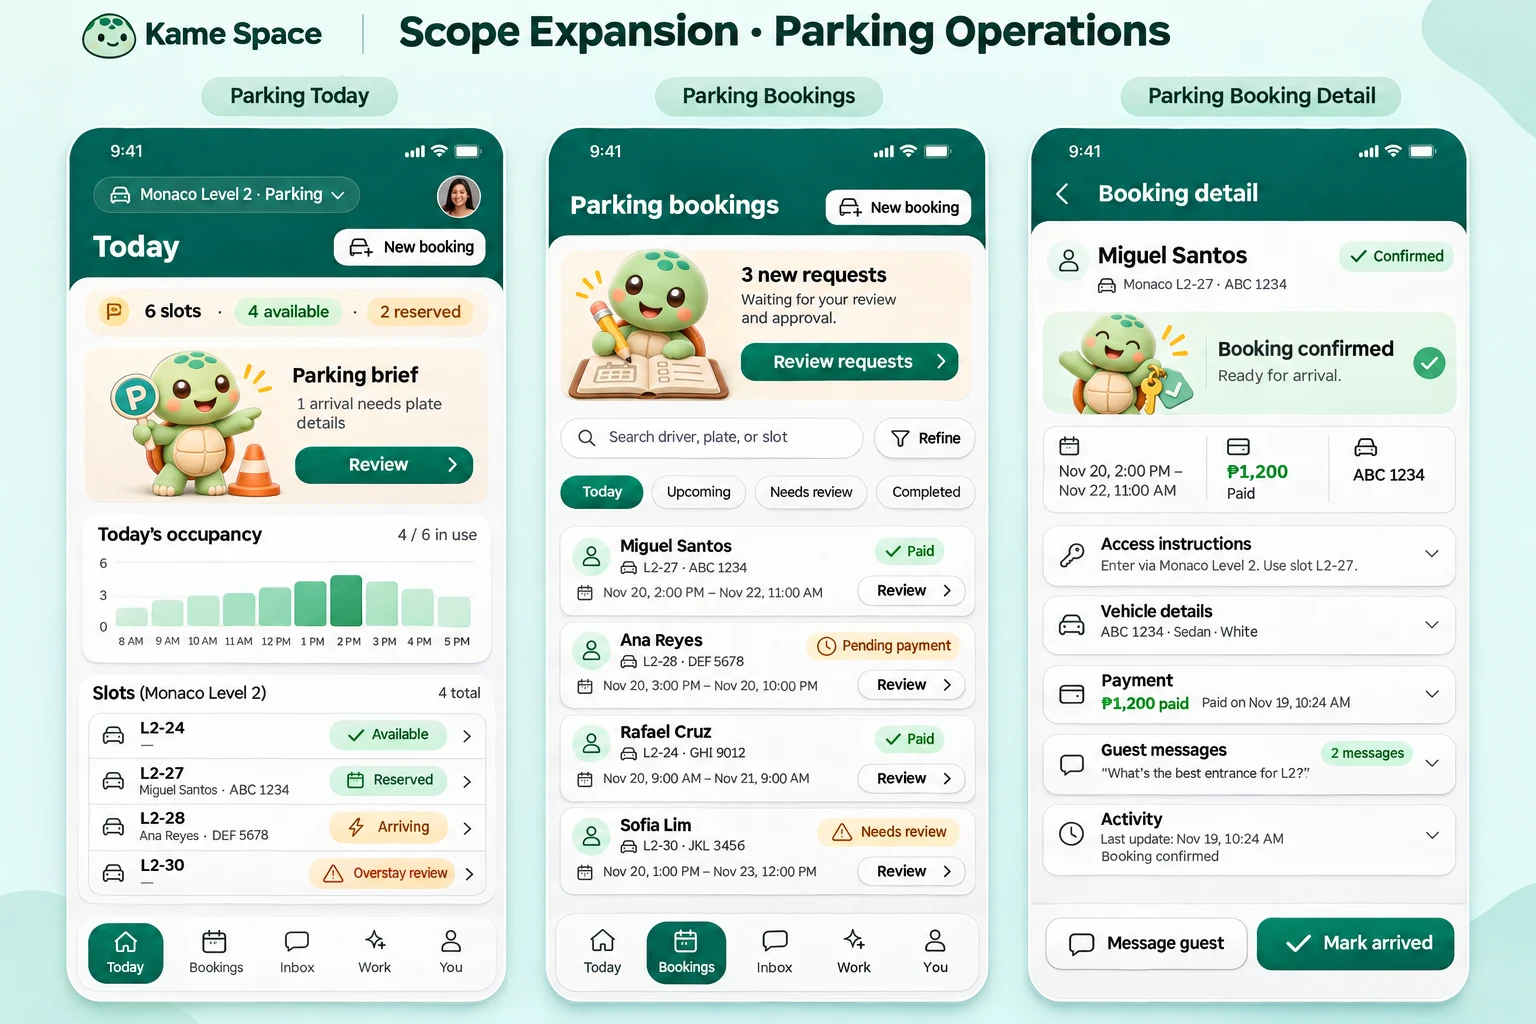 Kame Space
Scope Expansion • Parking Operations
Parking Today
9:41
Monaco Level 2 · Parking
Today
New booking
6 slots · 4 available · 2 reserved
P
Parking brief
1 arrival needs plate
details
Review
Today's occupancy
4 / 6 in use
6
3
0
8 AM 9 AM 10 AM 11 AM 12 PM 1 PM 2 PM 3 PM 4 PM 5 PM
Slots (Monaco Level 2)
4 total
L2-24
—
Available
L2-27
Miguel Santos · ABC 1234
Reserved
L2-28
Ana Reyes · DEF 5678
Arriving
L2-30
—
Overstay review
Today
Bookings
Inbox
Work
You
Parking Bookings
9:41
Parking bookings
New booking
3 new requests
Waiting for your review
and approval.
Review requests
Search driver, plate, or slot
Refine
Today
Upcoming
Needs review
Completed
Miguel Santos
Paid
L2-27 · ABC 1234
Nov 20, 2:00 PM – Nov 22, 11:00 AM
Review
Ana Reyes
Pending payment
L2-28 · DEF 5678
Nov 20, 3:00 PM – Nov 20, 10:00 PM
Review
Rafael Cruz
Paid
L2-24 · GHI 9012
Nov 20, 9:00 AM – Nov 21, 9:00 AM
Review
Sofia Lim
Needs review
L2-30 · JKL 3456
Nov 20, 1:00 PM – Nov 23, 12:00 PM
Review
Today
Bookings
Inbox
Work
You
Parking Booking Detail
9:41
Booking detail
Miguel Santos
Confirmed
Monaco L2-27 · ABC 1234
Booking confirmed
Ready for arrival.
Nov 20, 2:00 PM –
Nov 22, 11:00 AM
₱1,200
Paid
ABC 1234
Access instructions
Enter via Monaco Level 2. Use slot L2-27.
Vehicle details
ABC 1234 · Sedan · White
Payment
₱1,200 paid Paid on Nov 19, 10:24 AM
Guest messages
2 messages
“What's the best entrance for L2?”
Activity
Last update: Nov 19, 10:24 AM
Booking confirmed
Message guest
Mark arrived